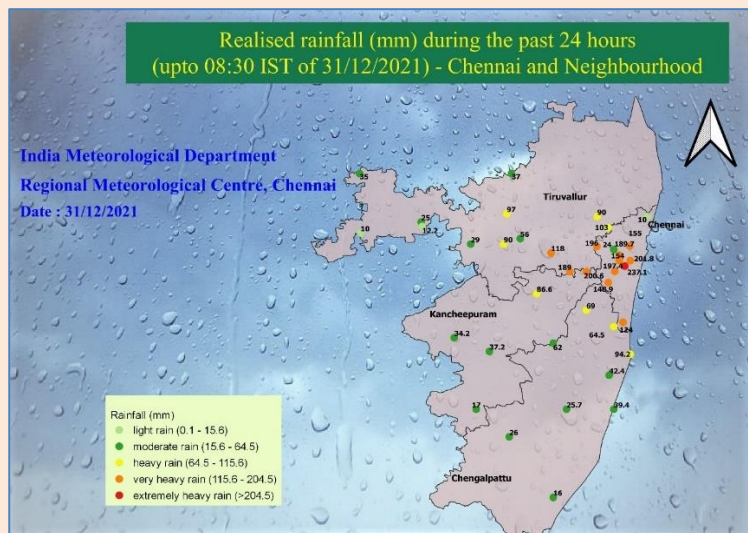 Realised rainfall (mm) during the past 24 hours
(upto 08:30 IST of 31/12/2021) - Chennai and Neighbourhood
India Meteorological Department
Regional Meteorological Centre, Chennai
Date : 31/12/2021
35
37
Tiruvallur
97
90
10
25
12.2
10
103
Chennai
155
29
90
56
118
196
24
189.7
154
201.8
189
200.6
197.4
237.1
148.9
86.6
69
Kancheepuram
64.5
124
34.2
37.2
62
94.2
42.4
17
25.7
39.4
26
Chengalpattu
16
Rainfall (mm)
light rain (0.1 - 15.6)
moderate rain (15.6 - 64.5)
heavy rain (64.5 - 115.6)
very heavy rain (115.6 - 204.5)
extremely heavy rain (>204.5)